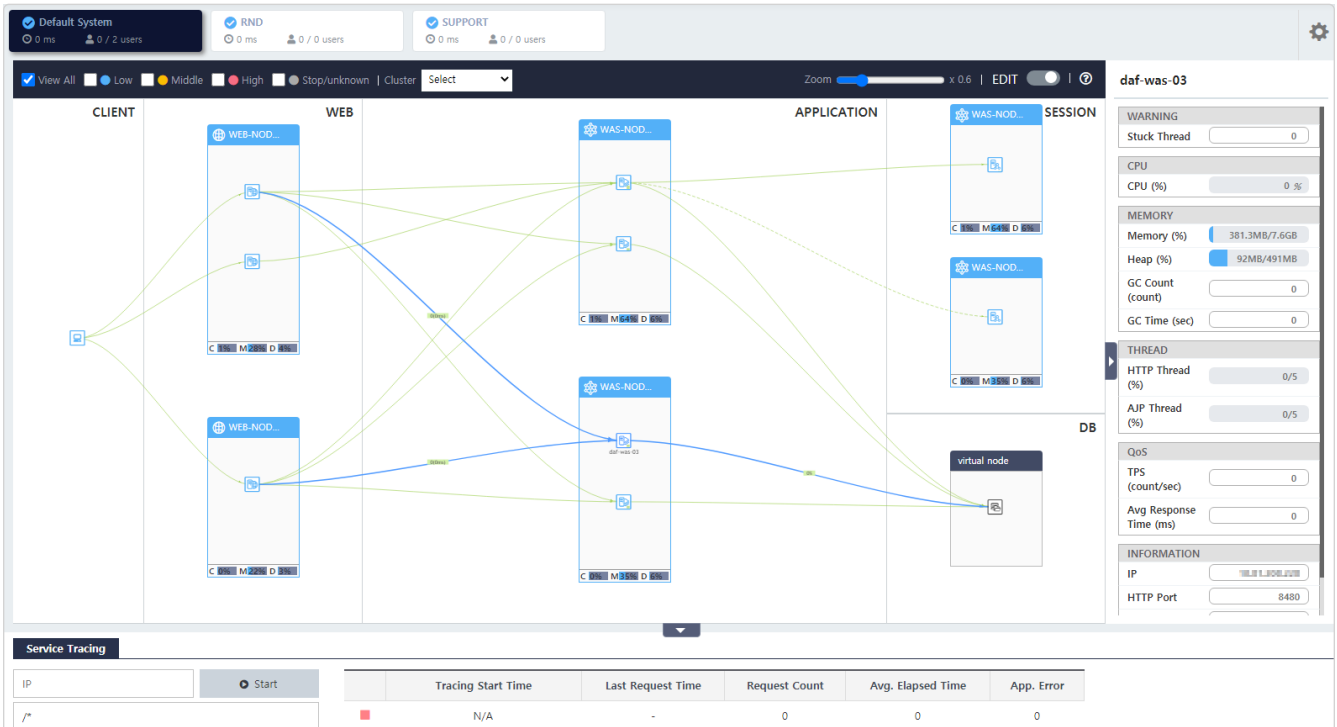 Default System
0 ms 0 / 2 users
RND
0 ms 0 / 0 users
SUPPORT
0 ms 0 / 0 users
View All Low Middle High Stop/unknown | Cluster Select Zoom x 0.6 | EDIT |
CLIENT
WEB
APPLICATION
SESSION
DB
WEB-NOD...
C 1% M 28% D 4%
WEB-NOD...
C 0% M 22% D 3%
WAS-NOD...
C 1% M 64% D 6%
WAS-NOD...
daf-was-03
C 0% M 35% D 6%
WAS-NOD...
C 1% M 64% D 6%
WAS-NOD...
C 0% M 35% D 6%
virtual node
daf-was-03
WARNING
Stuck Thread 0
CPU
CPU (%) 0 %
MEMORY
Memory (%) 381.3MB/7.6GB
Heap (%) 92MB/491MB
GC Count
(count) 0
GC Time (sec) 0
THREAD
HTTP Thread
(%) 0/5
AJP Thread
(%) 0/5
QoS
TPS
(count/sec) 0
Avg Response
Time (ms) 0
INFORMATION
IP
HTTP Port 8480
Service Tracing
IP
Start
/*
Tracing Start Time Last Request Time Request Count Avg. Elapsed Time App. Error
N/A - 0 0 0